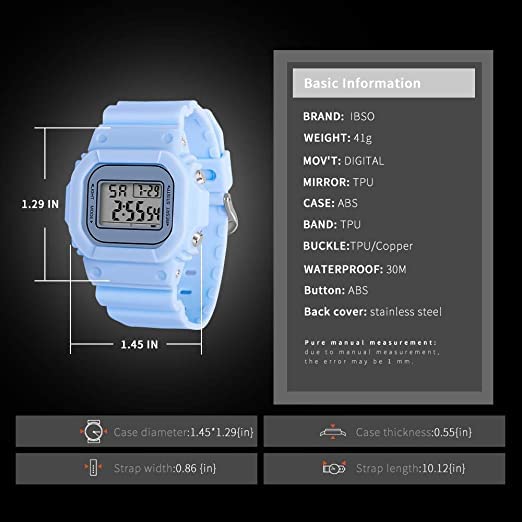 Basic Information
BRAND: IBSO
WEIGHT: 41g
MOV'T: DIGITAL
MIRROR: TPU
CASE: ABS
BAND: TPU
BUCKLE:TPU/Copper
WATERPROOF: 30M
Button: ABS
Back cover: stainless steel
Pure manual measurement:
due to manual measurement,
the error may be 1 mm.
1.29 IN
1.45 IN
LIGHT
MODE
START
RESET
SA 1-29
2:55 54
Case diameter:1.45*1.29{in}
Case thickness:0.55{in}
Strap width:0.86 {in}
Strap length:10.12{in}